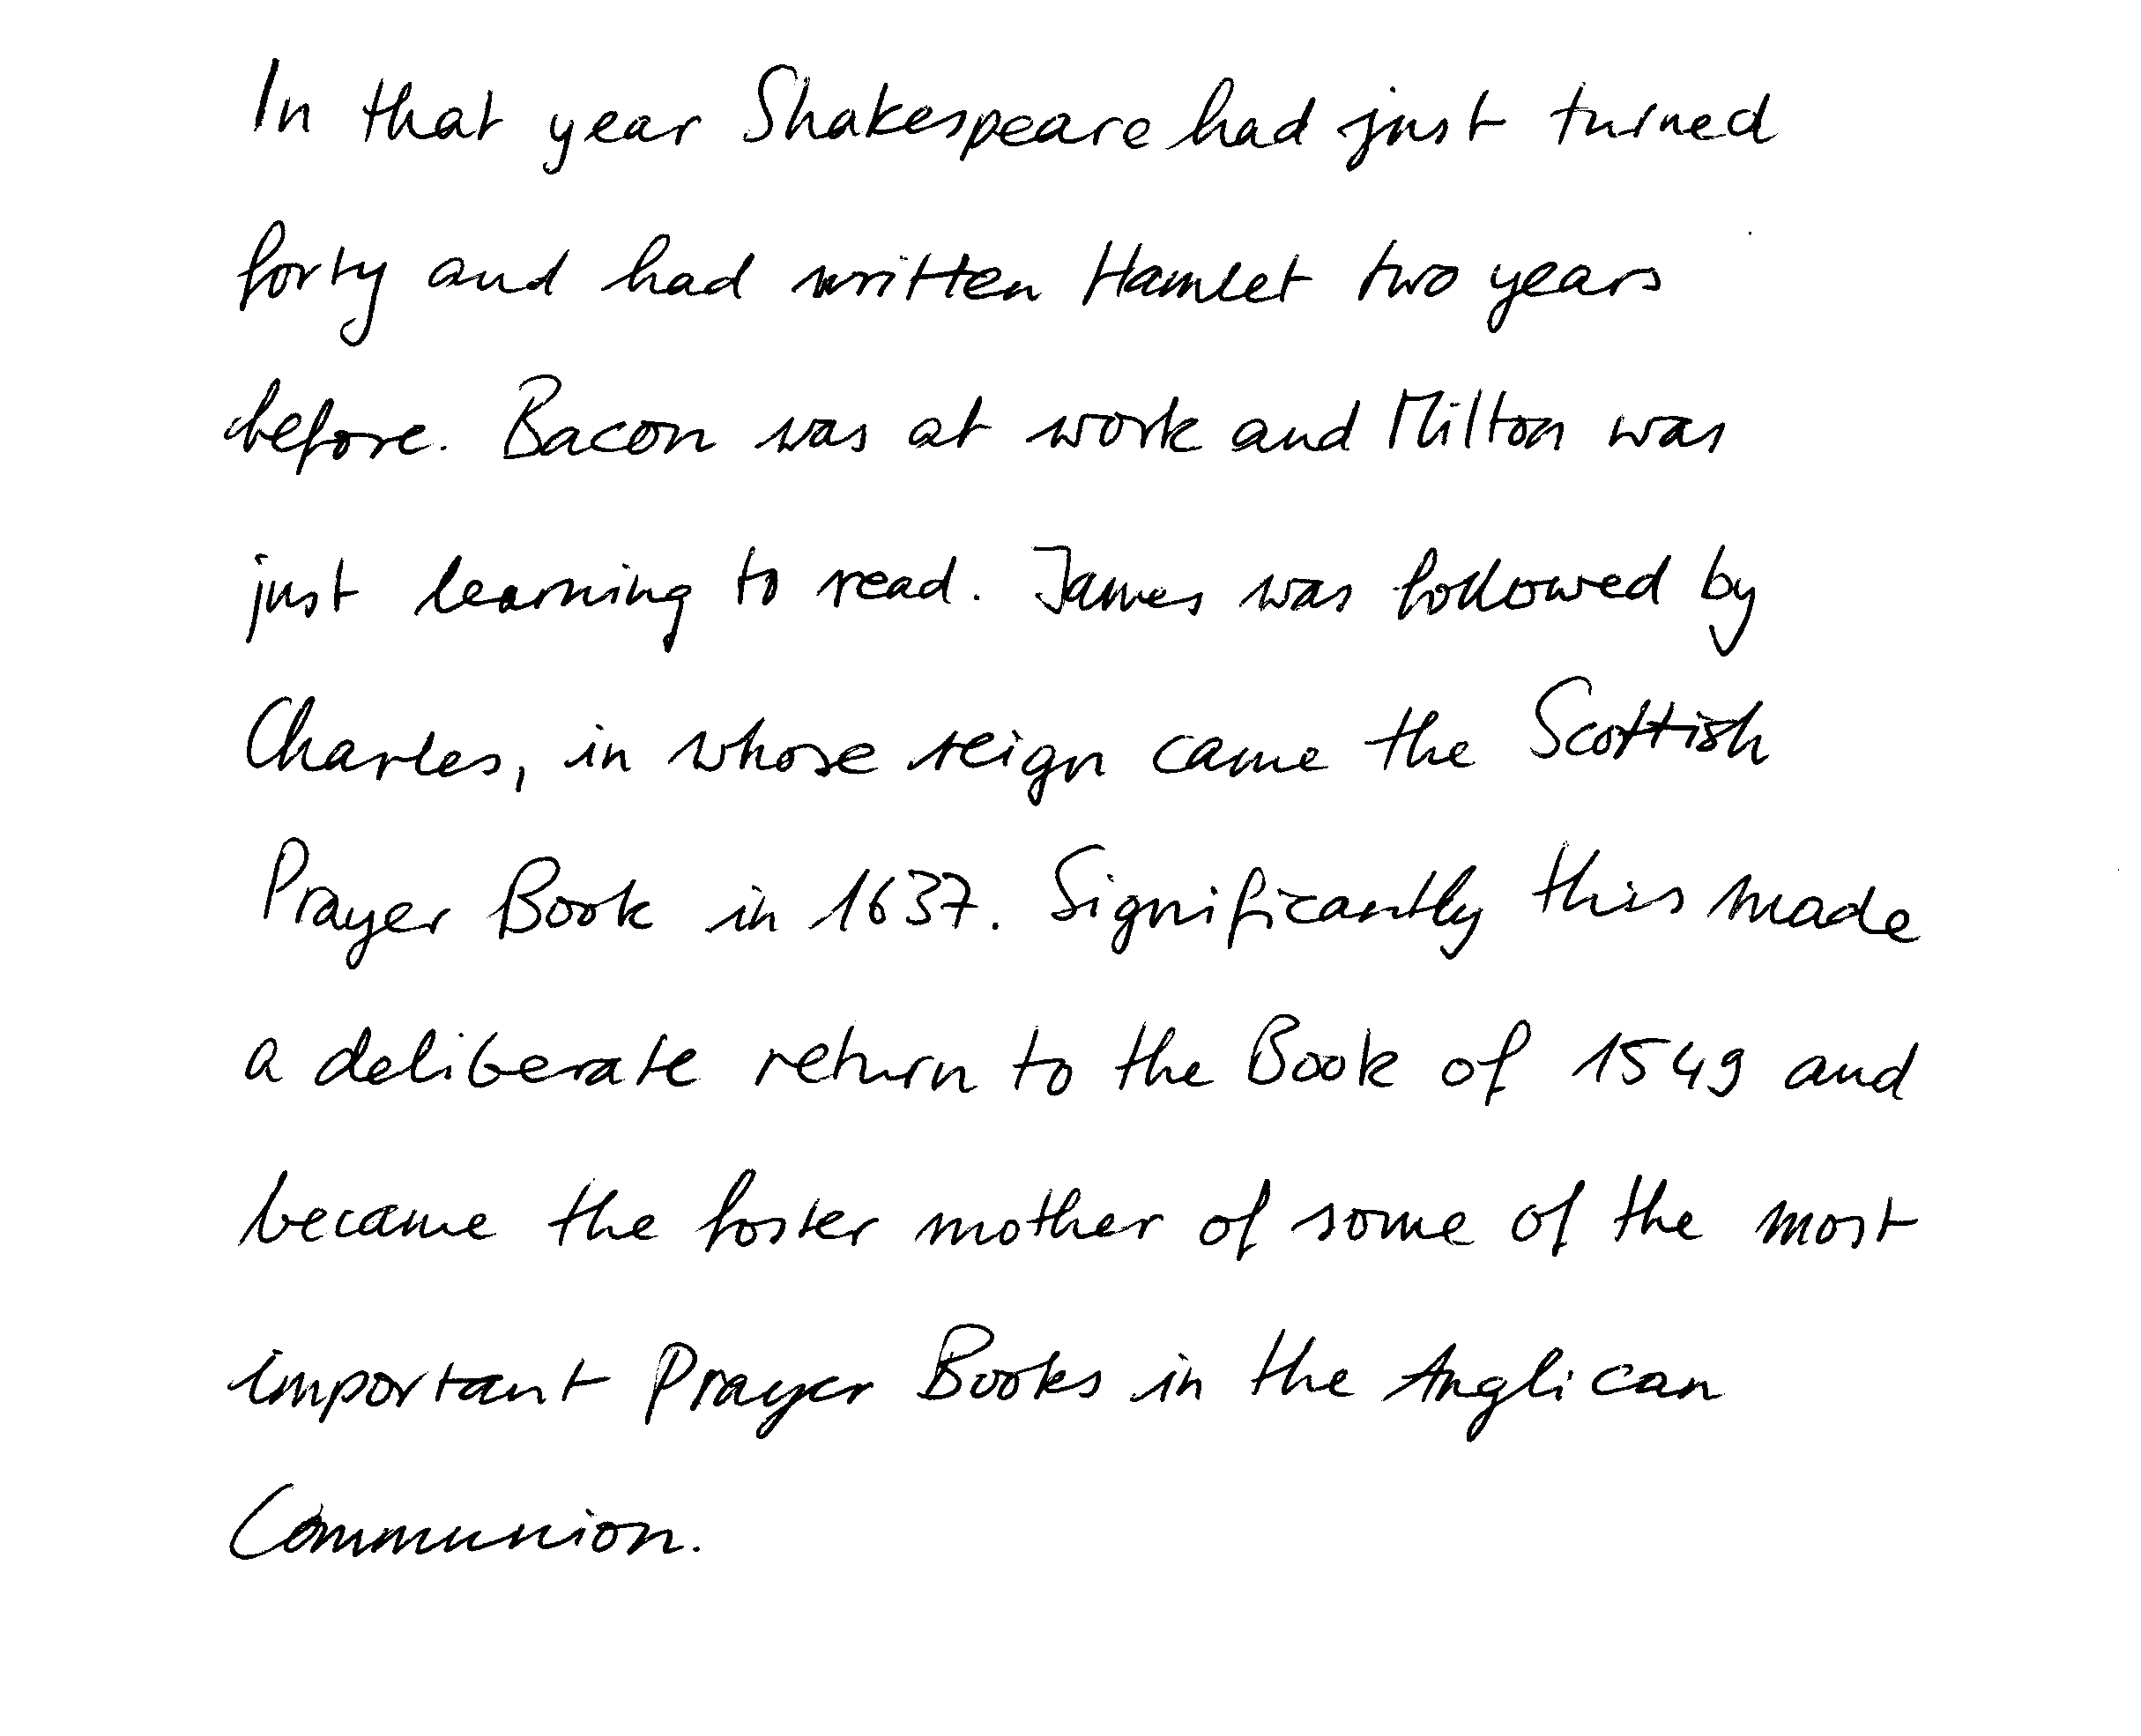 In that year Shakespeare had just turned
forty and had written Hamlet two years
before. Bacon was at work and Milton was
just learning to read. James was followed by
Charles, in whose reign came the Scottish
Prayer Book in 1637. Significantly this made
a deliberate return to the Book of 1549 and
became the foster mother of some of the most
important Prayer Books in the Anglican
Communion.